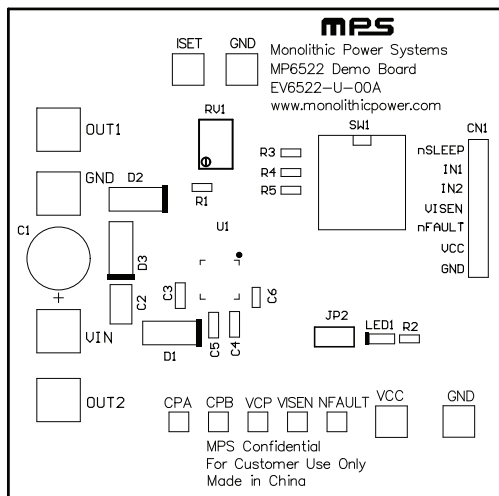 MPS
ISET GND
Monolithic Power Systems
MP6522 Demo Board
EV6522-U-00A
www.monolithicpower.com
OUT1
RV1
SW1
CN1
nSLEEP
IN1
IN2
VISEN
nFAULT
VCC
GND
R3
R4
R5
GND
D2
R1
C1
U1
D3
C2
C3
C6
+
VIN
D1
C5
C4
JP2
LED1
R2
OUT2
CPA CPB VCP VISEN NFAULT VCC GND
MPS Confidential
For Customer Use Only
Made in China